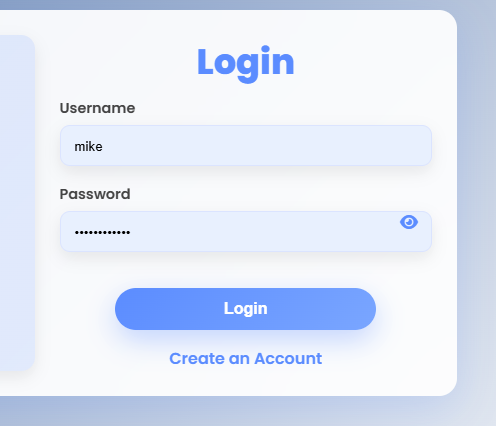 Login
Username
mike
Password
••••••••••••
Login
Create an Account